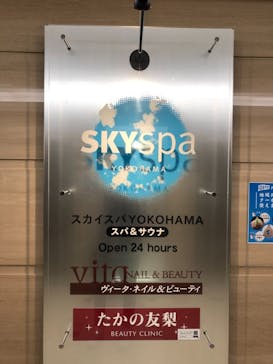 SKYspa
YOKOHAMA
スカイスパYOKOHAMA
スパ&サウナ
Open 24 hours
vita NAIL & BEAUTY
ヴィータ・ネイル&ビューティ
たかの友梨
BEAUTY CLINIC